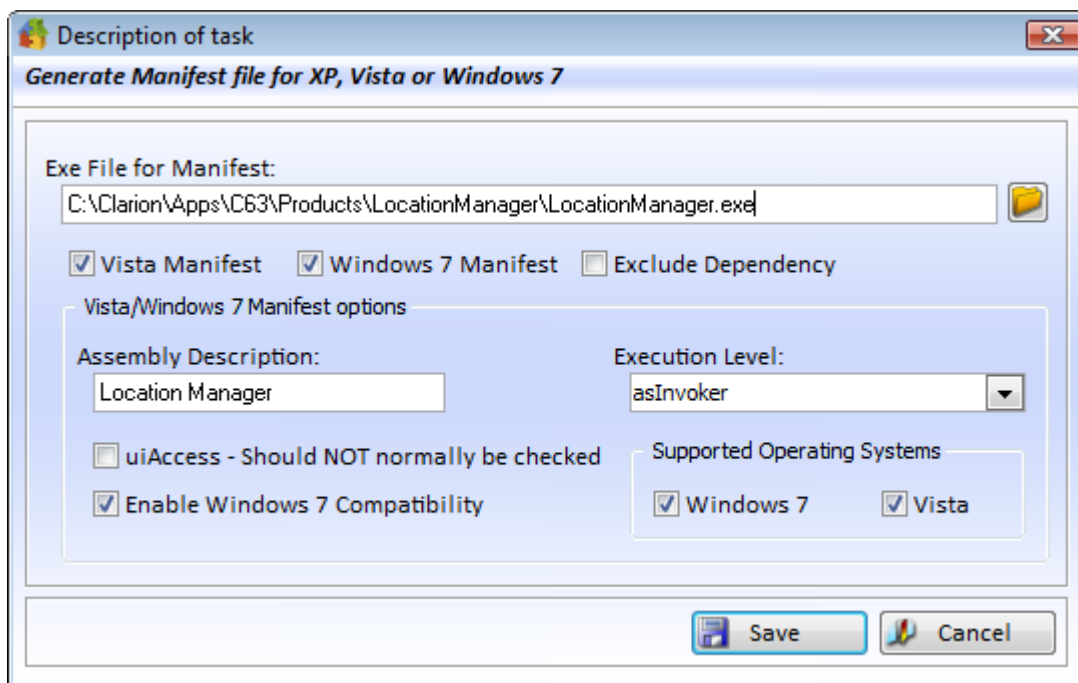 Description of task
Generate Manifest file for XP, Vista or Windows 7
Exe File for Manifest:
C:\Clarion\Apps\C63\Products\LocationManager\LocationManager.exe
Vista Manifest Windows 7 Manifest Exclude Dependency
Vista/Windows 7 Manifest options
Assembly Description: Execution Level:
Location Manager asInvoker
uiAccess - Should NOT normally be checked Supported Operating Systems
Enable Windows 7 Compatibility Windows 7 Vista
Save Cancel